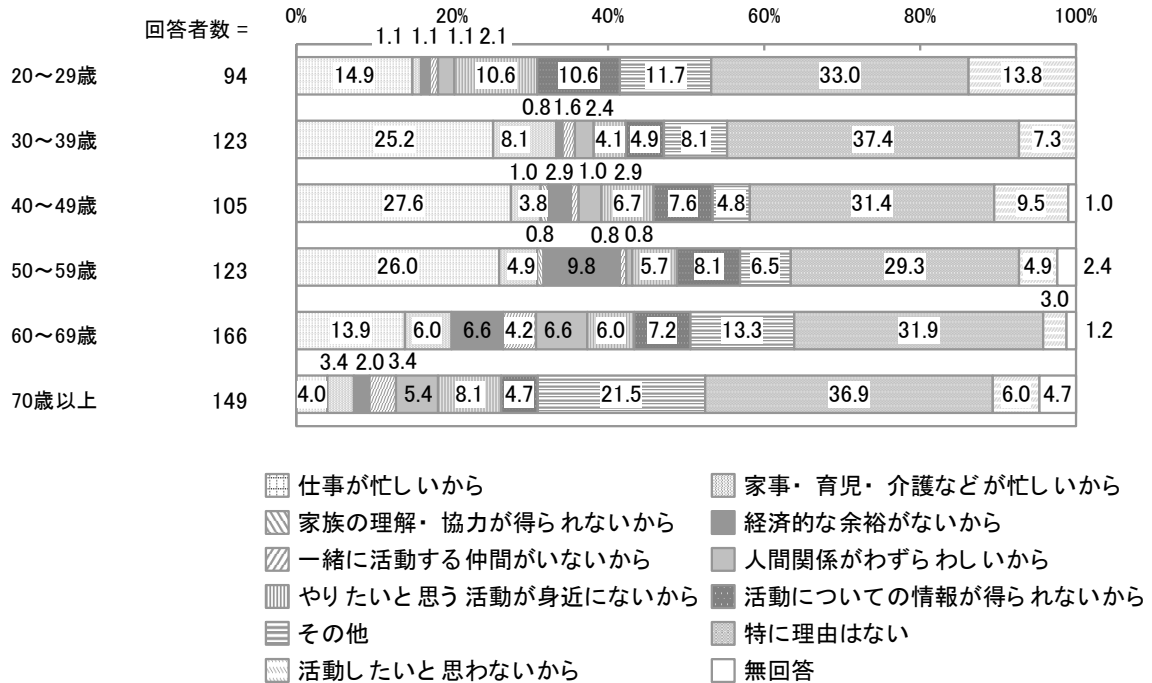 0% 20% 40% 60% 80% 100%
回答者数 =
1.1 1.1 1.1 2.1
20～29歳 94 14.9 10.6 10.6 11.7 33.0 13.8
0.8 1.6 2.4
30～39歳 123 25.2 8.1 4.1 4.9 8.1 37.4 7.3
1.0 2.9 1.0 2.9
40～49歳 105 27.6 3.8 6.7 7.6 4.8 31.4 9.5 1.0
0.8 0.8 0.8
50～59歳 123 26.0 4.9 9.8 5.7 8.1 6.5 29.3 4.9 2.4
3.0
60～69歳 166 13.9 6.0 6.6 4.2 6.6 6.0 7.2 13.3 31.9 1.2
3.4 2.0 3.4
70歳以上 149 4.0 5.4 8.1 4.7 21.5 36.9 6.0 4.7
仕事が忙しいから 家事・育児・介護などが忙しいから
家族の理解・協力が得られないから 経済的な余裕がないから
一緒に活動する仲間がいないから 人間関係がわずらわしいから
やりたいと思う活動が身近にないから 活動についての情報が得られないから
その他 特に理由はない
活動したいと思わないから 無回答